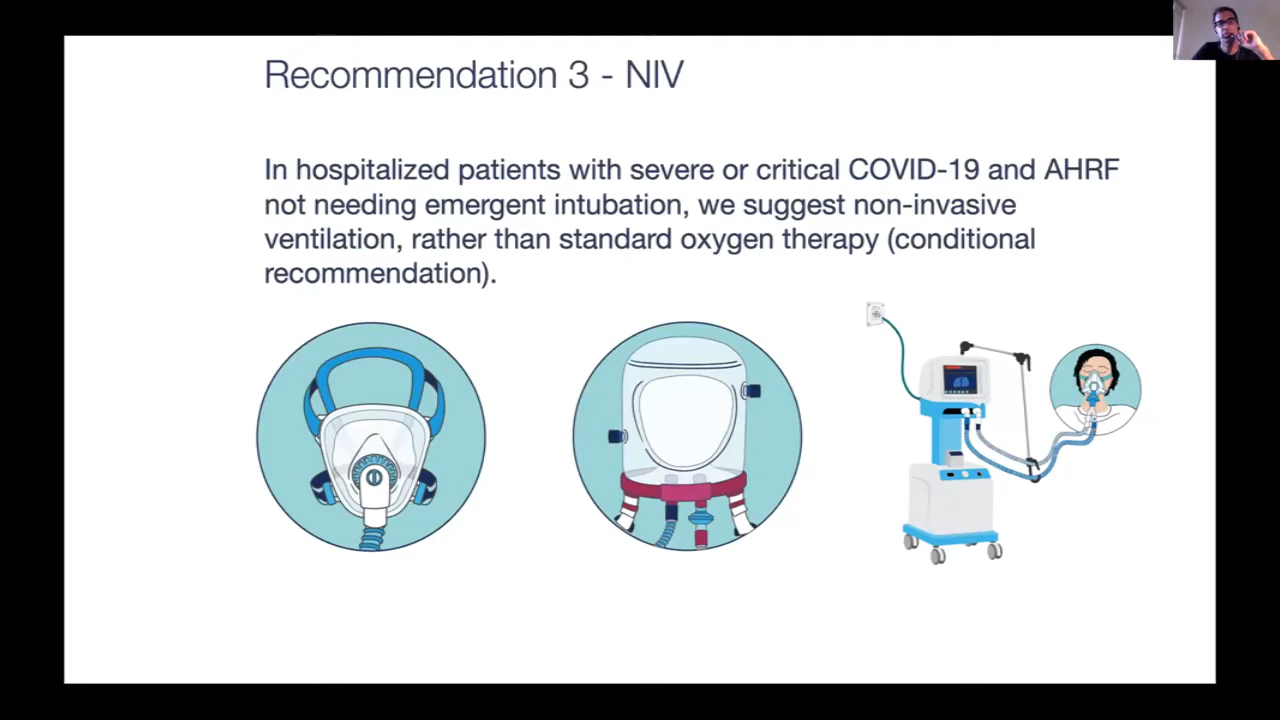 Recommendation 3 - NIV
In hospitalized patients with severe or critical COVID-19 and AHRF
not needing emergent intubation, we suggest non-invasive
ventilation, rather than standard oxygen therapy (conditional
recommendation).